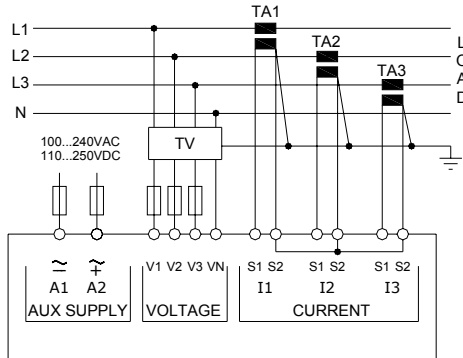 TA1
L1
TA2
L2
TA3
L3
N
LOAD
100...240VAC
110...250VDC
TV
V1 V2 V3 VN
S1 S2 S1 S2 S1 S2
A1 A2
I1 I2 I3
AUX SUPPLY
VOLTAGE
CURRENT